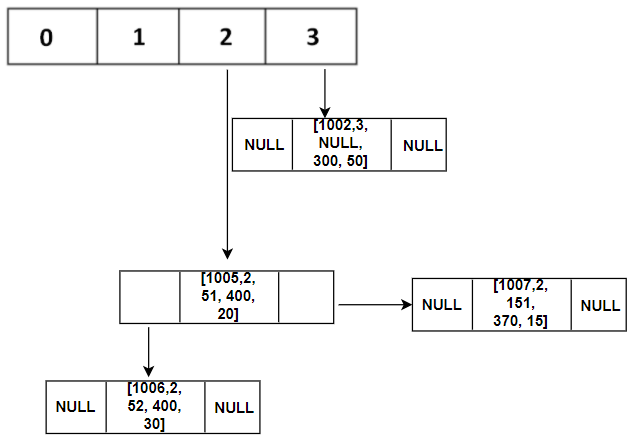 0 1 2 3
NULL
[1002,3,
NULL,
300, 50]
NULL
[1005,2,
51, 400,
20]
NULL
[1007,2,
151,
370, 15]
NULL
NULL
[1006,2,
52, 400,
30]
NULL